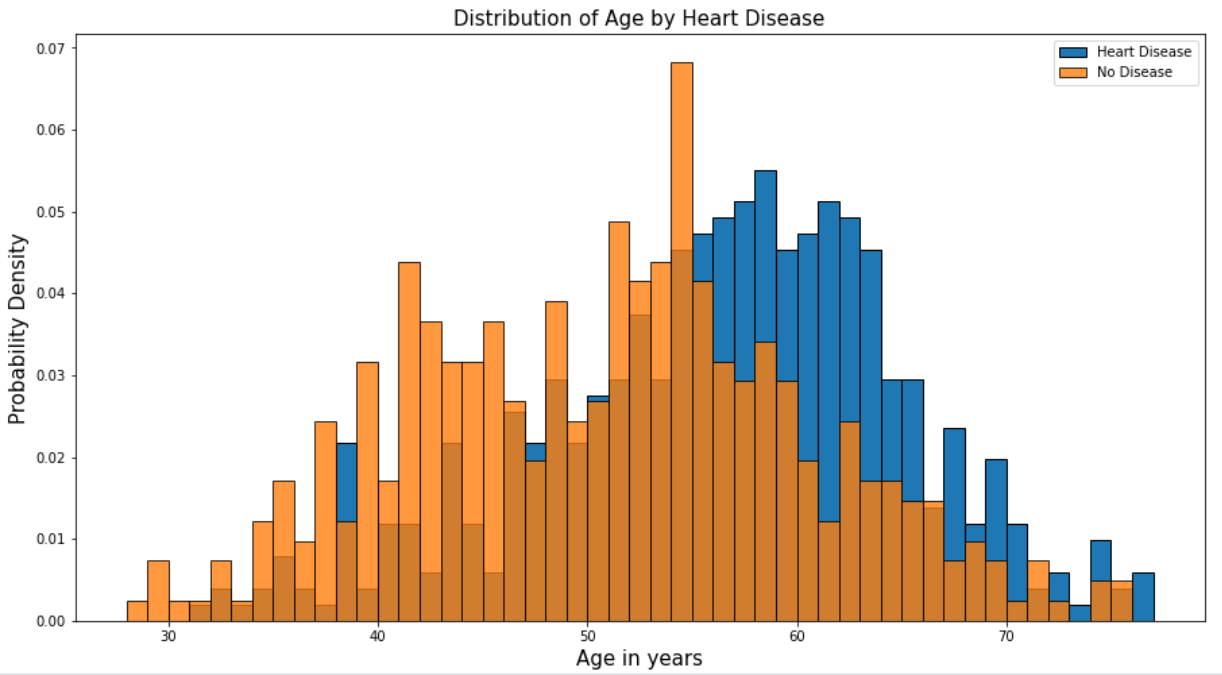 Distribution of Age by Heart Disease
Heart Disease
No Disease
Probability Density
0.07
0.06
0.05
0.04
0.03
0.02
0.01
0.00
30 40 50 60 70
Age in years